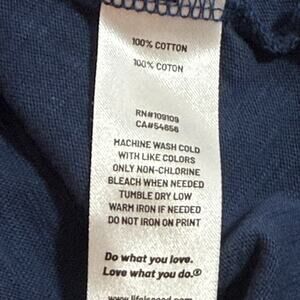 100% COTTON
100% COTON
RN#109109
CA#54656
MACHINE WASH COLD
WITH LIKE COLORS
ONLY NON-CHLORINE
BLEACH WHEN NEEDED
TUMBLE DRY LOW
WARM IRON IF NEEDED
DO NOT IRON ON PRINT
Do what you love.
Love what you do.®